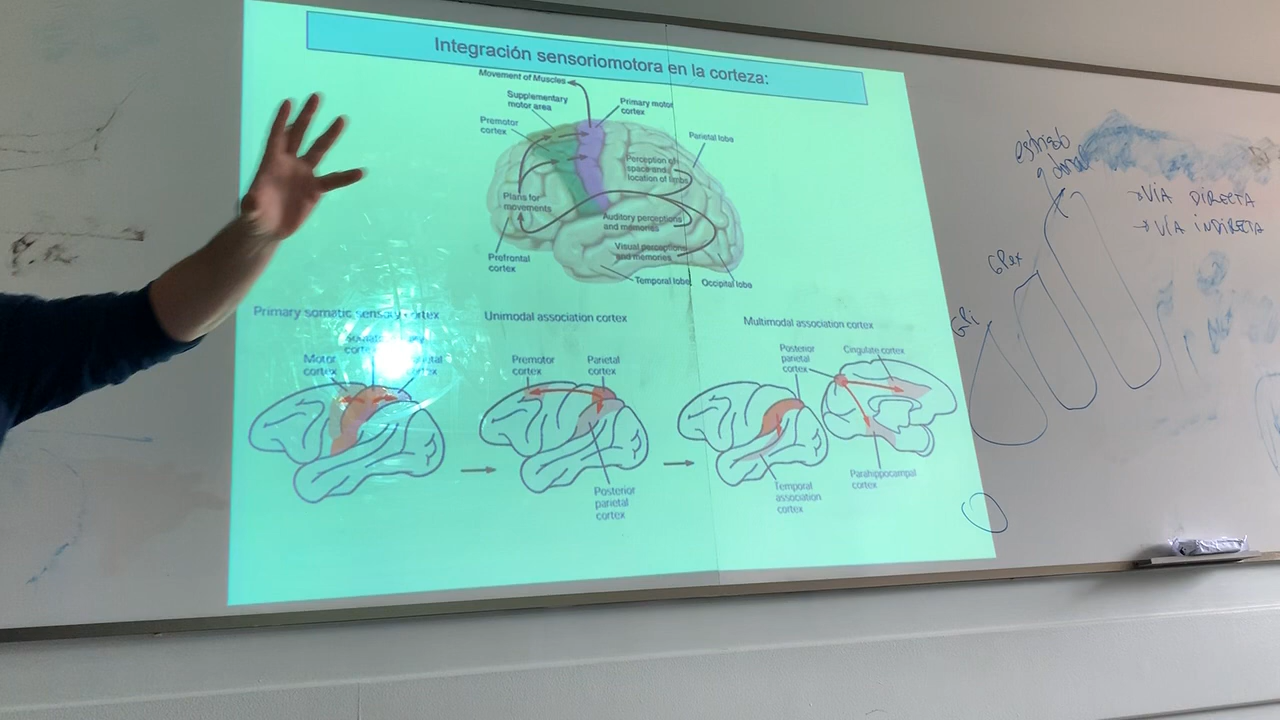 Integración sensoriomotora en la corteza:
Movement of Muscles
Supplementary
motor area
Primary motor
cortex
Premotor
cortex
Parietal lobe
Perception of
space and
location of limbs
Plans for
movements
Auditory perceptions
and memories
Visual perceptions
and memories
Prefrontal
cortex
Temporal lobe
Occipital lobe
Primary somatic sensory cortex
Unimodal association cortex
Multimodal association cortex
Motor
cortex
Premotor
cortex
Parietal
cortex
Posterior
parietal
cortex
Posterior
parietal
cortex
Cingulate cortex
Temporal
association
cortex
Parahippocampal
cortex
GPex
GPi
→VÍA DIRECTA
→VÍA INDIRECTA